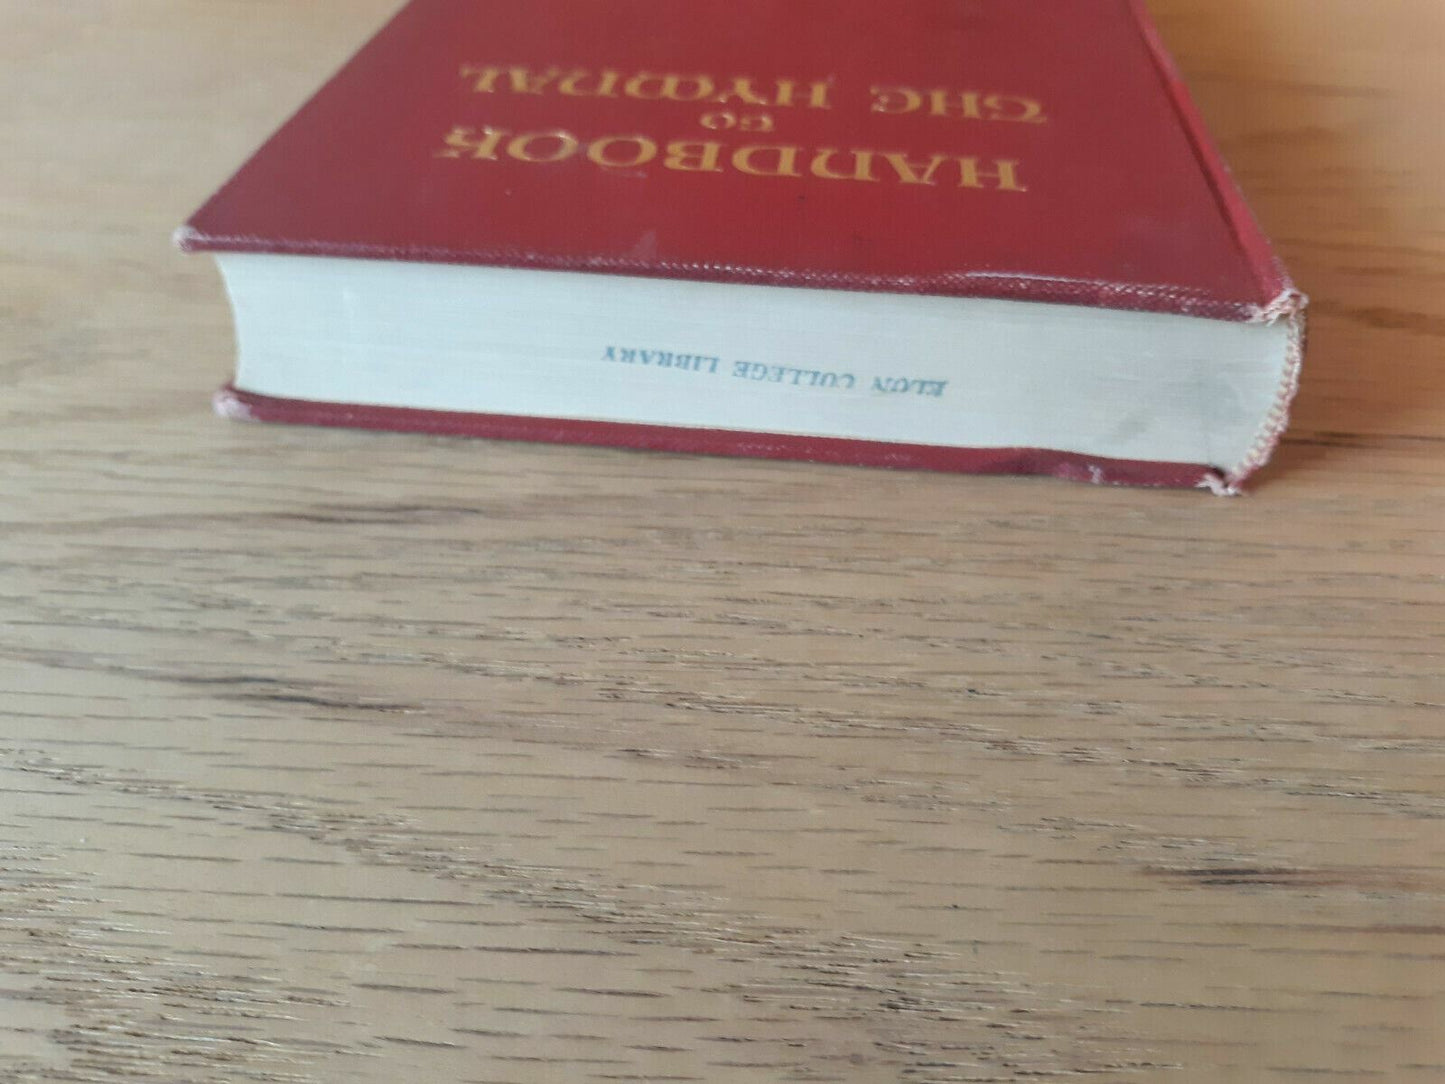 HANDBOOK
TO
THE HYMNAL
ELON COLLEGE LIBRARY